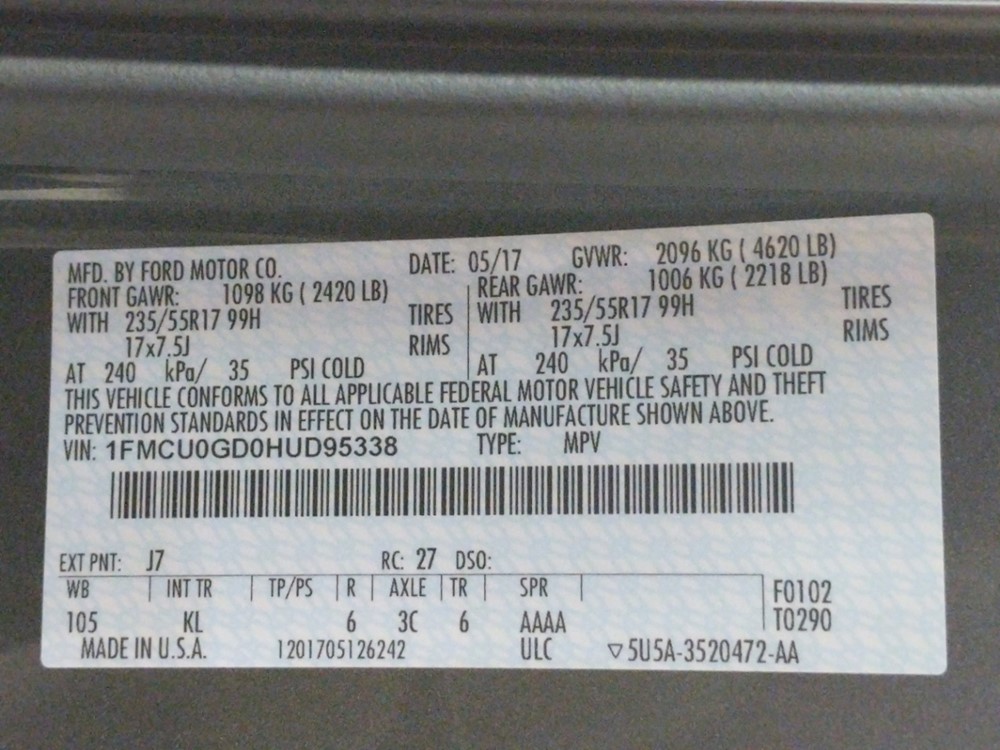 MFD. BY FORD MOTOR CO. DATE: 05/17 GVWR: 2096 KG ( 4620 LB)
FRONT GAWR: 1098 KG ( 2420 LB) REAR GAWR: 1006 KG ( 2218 LB)
WITH 235/55R17 99H TIRES WITH 235/55R17 99H TIRES
17x7.5J RIMS 17x7.5J RIMS
AT 240 kPa/ 35 PSI COLD AT 240 kPa/ 35 PSI COLD
THIS VEHICLE CONFORMS TO ALL APPLICABLE FEDERAL MOTOR VEHICLE SAFETY AND THEFT
PREVENTION STANDARDS IN EFFECT ON THE DATE OF MANUFACTURE SHOWN ABOVE.
VIN: 1FMCU0GD0HUD95338 TYPE: MPV
EXT PNT: J7 RC: 27 DSO:
WB INT TR TP/PS R AXLE TR SPR F0102
105 KL 6 3C 6 AAAA T0290
MADE IN U.S.A. 1201705126242 ULC ▽5U5A-3520472-AA